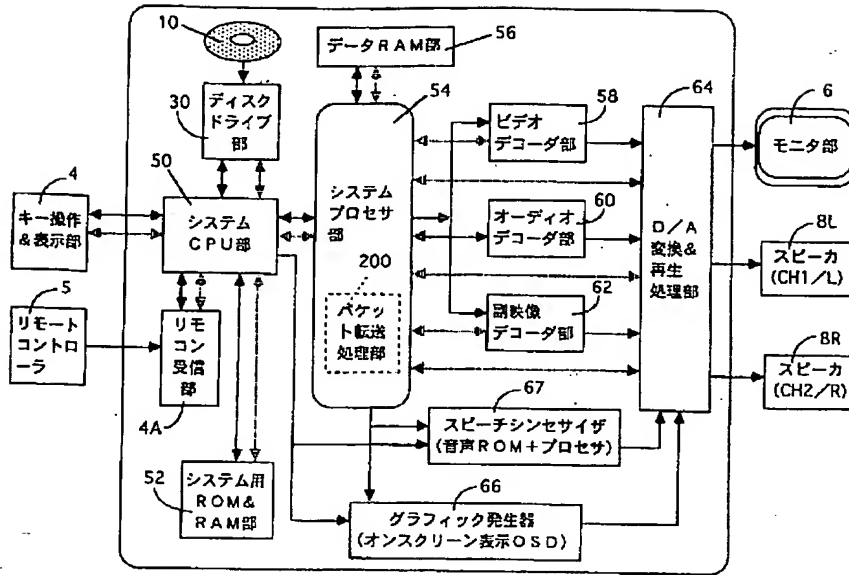 10
データRAM部
56
ディスク
ドライブ
部
30
54
58
64
6
ビデオ
デコーダ部
モニタ部
4
50
キー操作
&表示部
システム
CPU部
システム
プロセサ
部
オーディオ
デコーダ部
60
D/A
変換&
再生
処理部
8L
スピーカ
(CH1/L)
200
パケッ
ト転送
処理部
5
リモート
コントロ
ーラ
リモ
コン
受信
部
4A
副映像
デコーダ部
62
8R
スピーカ
(CH2/R)
67
スピーチシンセサイザ
(音声ROM+プロセサ)
52
システム用
ROM&
RAM部
66
グラフィック発生器
(オンスクリーン表示OSD)